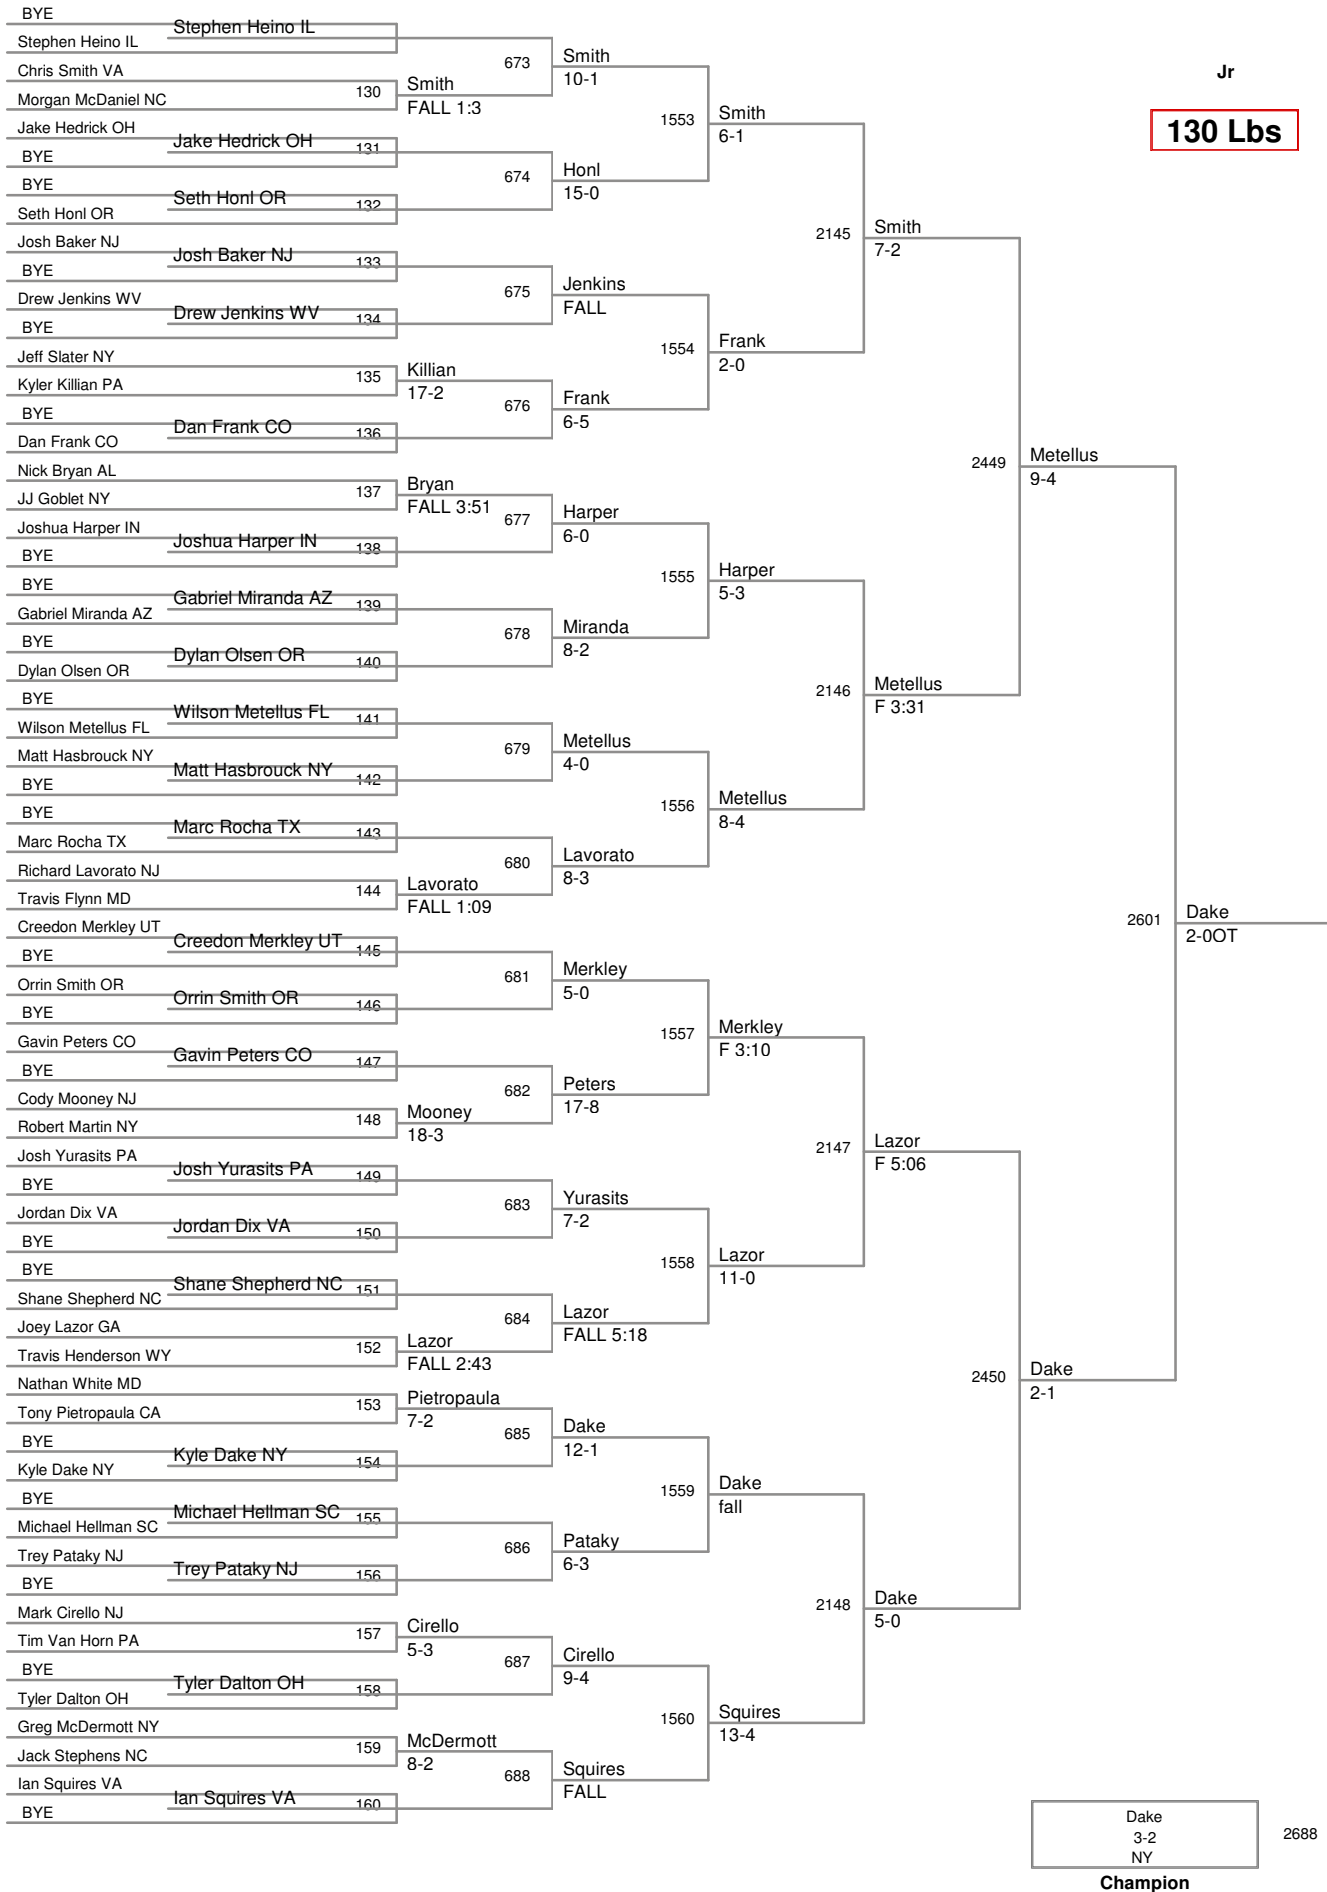 Jr
130 Lbs
BYE
Stephen Heino IL
Stephen Heino IL
Chris Smith VA
Morgan McDaniel NC
130
Smith
FALL 1:3
673
Smith
10-1
Jake Hedrick OH
BYE
Jake Hedrick OH
131
BYE
Seth Honl OR
Seth Honl OR
132
674
Honl
15-0
1553
Smith
6-1
Josh Baker NJ
BYE
Josh Baker NJ
133
Drew Jenkins WV
BYE
Drew Jenkins WV
134
675
Jenkins
FALL
Jeff Slater NY
Kyler Killian PA
135
Killian
17-2
BYE
Dan Frank CO
Dan Frank CO
136
676
Frank
6-5
1554
Frank
2-0
2145
Smith
7-2
Nick Bryan AL
JJ Goblet NY
137
Bryan
FALL 3:51
Joshua Harper IN
BYE
Joshua Harper IN
138
677
Harper
6-0
BYE
Gabriel Miranda AZ
Gabriel Miranda AZ
139
BYE
Dylan Olsen OR
Dylan Olsen OR
140
678
Miranda
8-2
1555
Harper
5-3
BYE
Wilson Metellus FL
Wilson Metellus FL
141
Matt Hasbrouck NY
BYE
Matt Hasbrouck NY
142
679
Metellus
4-0
BYE
Marc Rocha TX
Marc Rocha TX
143
Richard Lavorato NJ
Travis Flynn MD
144
Lavorato
FALL 1:09
680
Lavorato
8-3
1556
Metellus
8-4
2146
Metellus
F 3:31
2449
Metellus
9-4
Creedon Merkley UT
BYE
Creedon Merkley UT
145
Orrin Smith OR
BYE
Orrin Smith OR
146
681
Merkley
5-0
Gavin Peters CO
BYE
Gavin Peters CO
147
Cody Mooney NJ
Robert Martin NY
148
Mooney
18-3
682
Peters
17-8
1557
Merkley
F 3:10
Josh Yurasits PA
BYE
Josh Yurasits PA
149
Jordan Dix VA
BYE
Jordan Dix VA
150
683
Yurasits
7-2
BYE
Shane Shepherd NC
Shane Shepherd NC
151
Joey Lazor GA
Travis Henderson WY
152
Lazor
FALL 2:43
684
Lazor
FALL 5:18
1558
Lazor
11-0
2147
Lazor
F 5:06
Nathan White MD
Tony Pietropaula CA
153
Pietropaula
7-2
BYE
Kyle Dake NY
Kyle Dake NY
154
685
Dake
12-1
BYE
Michael Hellman SC
Michael Hellman SC
155
Trey Pataky NJ
BYE
Trey Pataky NJ
156
686
Pataky
6-3
1559
Dake
fall
Mark Cirello NJ
Tim Van Horn PA
157
Cirello
5-3
BYE
Tyler Dalton OH
Tyler Dalton OH
158
687
Cirello
9-4
Greg McDermott NY
Jack Stephens NC
159
McDermott
8-2
Ian Squires VA
BYE
Ian Squires VA
160
688
Squires
FALL
1560
Squires
13-4
2148
Dake
5-0
2450
Dake
2-1
2601
Dake
2-0OT
Dake
3-2
NY
2688
Champion